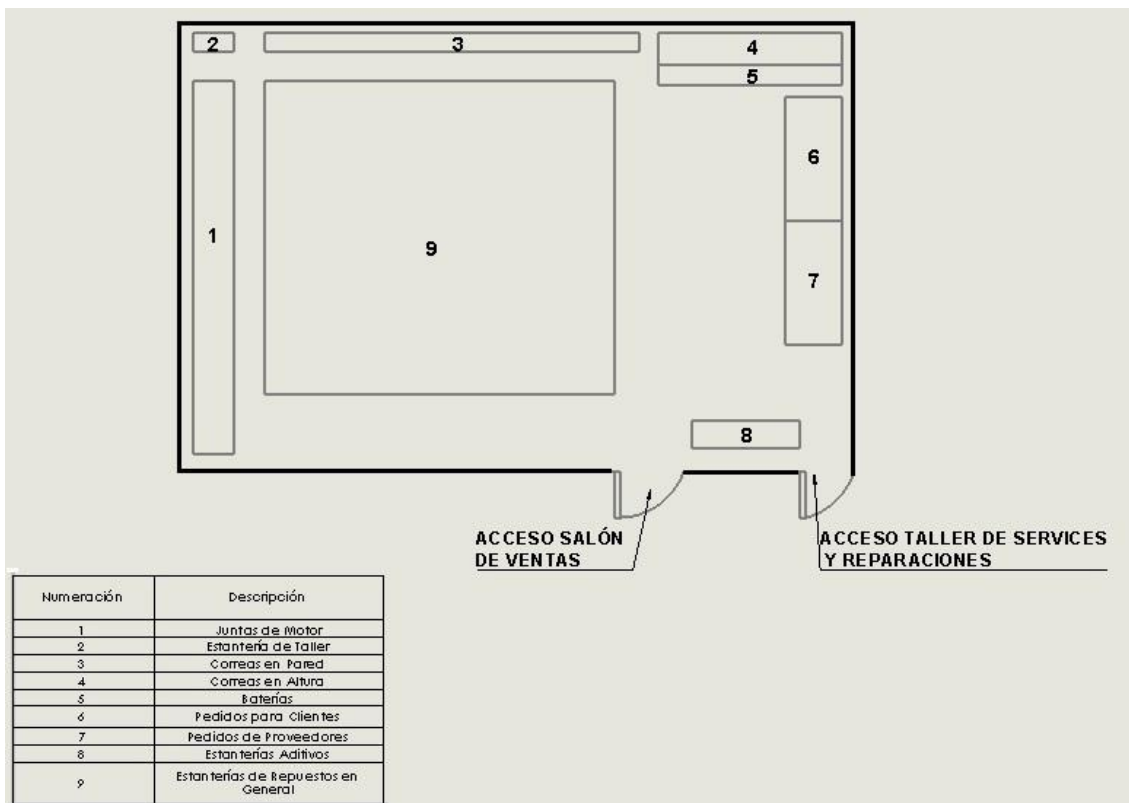 2
3
4
5
6
1
9
7
8
ACCESO SALÓN
DE VENTAS
ACCESO TALLER DE SERVICES
Y REPARACIONES
Numeración Descripción
1 Juntas de Motor
2 Estantería de Taller
3 Correas en Pared
4 Correas en Altura
5 Baterías
6 Pedidos para Clientes
7 Pedidos de Proveedores
8 Estanterías Aditivos
9 Estanterías de Repuestos en
General